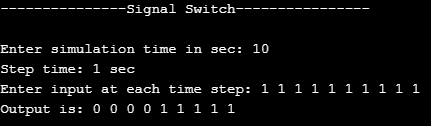 ---------------Signal Switch----------------
Enter simulation time in sec: 10
Step time: 1 sec
Enter input at each time step: 1 1 1 1 1 1 1 1 1 1
Output is: 0 0 0 0 1 1 1 1 1